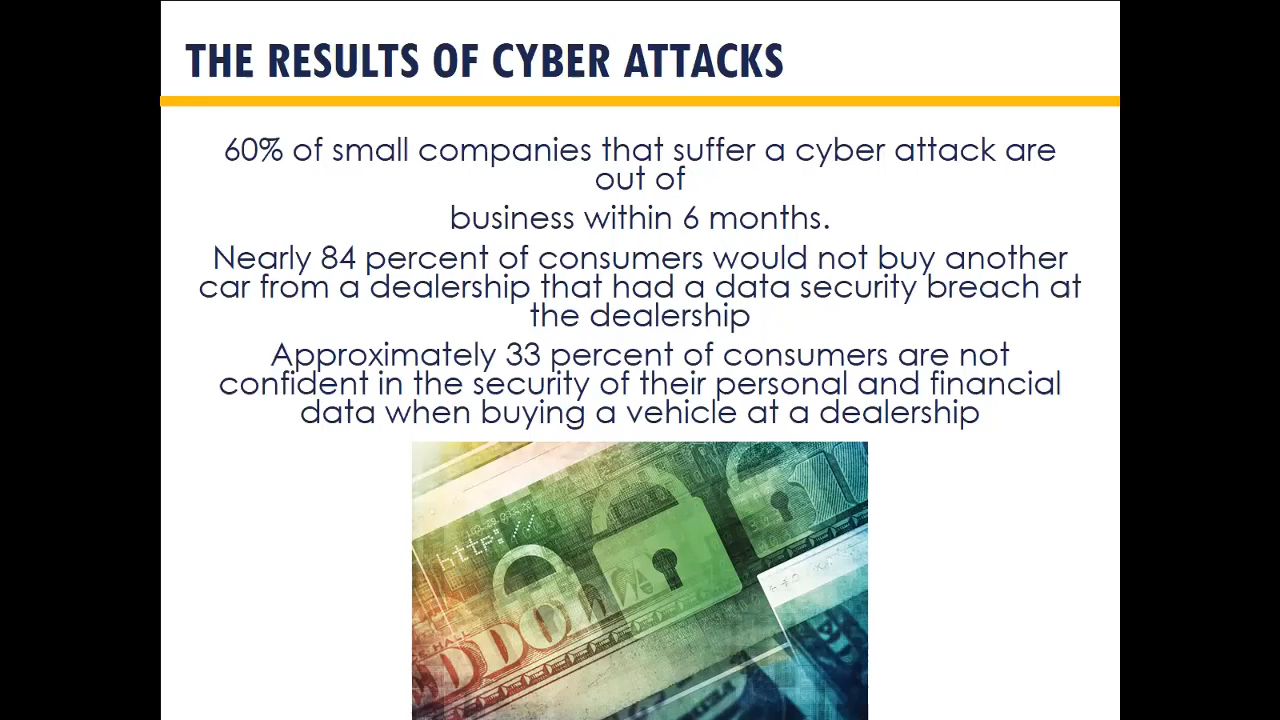 THE RESULTS OF CYBER ATTACKS
60% of small companies that suffer a cyber attack are
out of
business within 6 months.
Nearly 84 percent of consumers would not buy another
car from a dealership that had a data security breach at
the dealership
Approximately 33 percent of consumers are not
confident in the security of their personal and financial
data when buying a vehicle at a dealership
http://
HALL